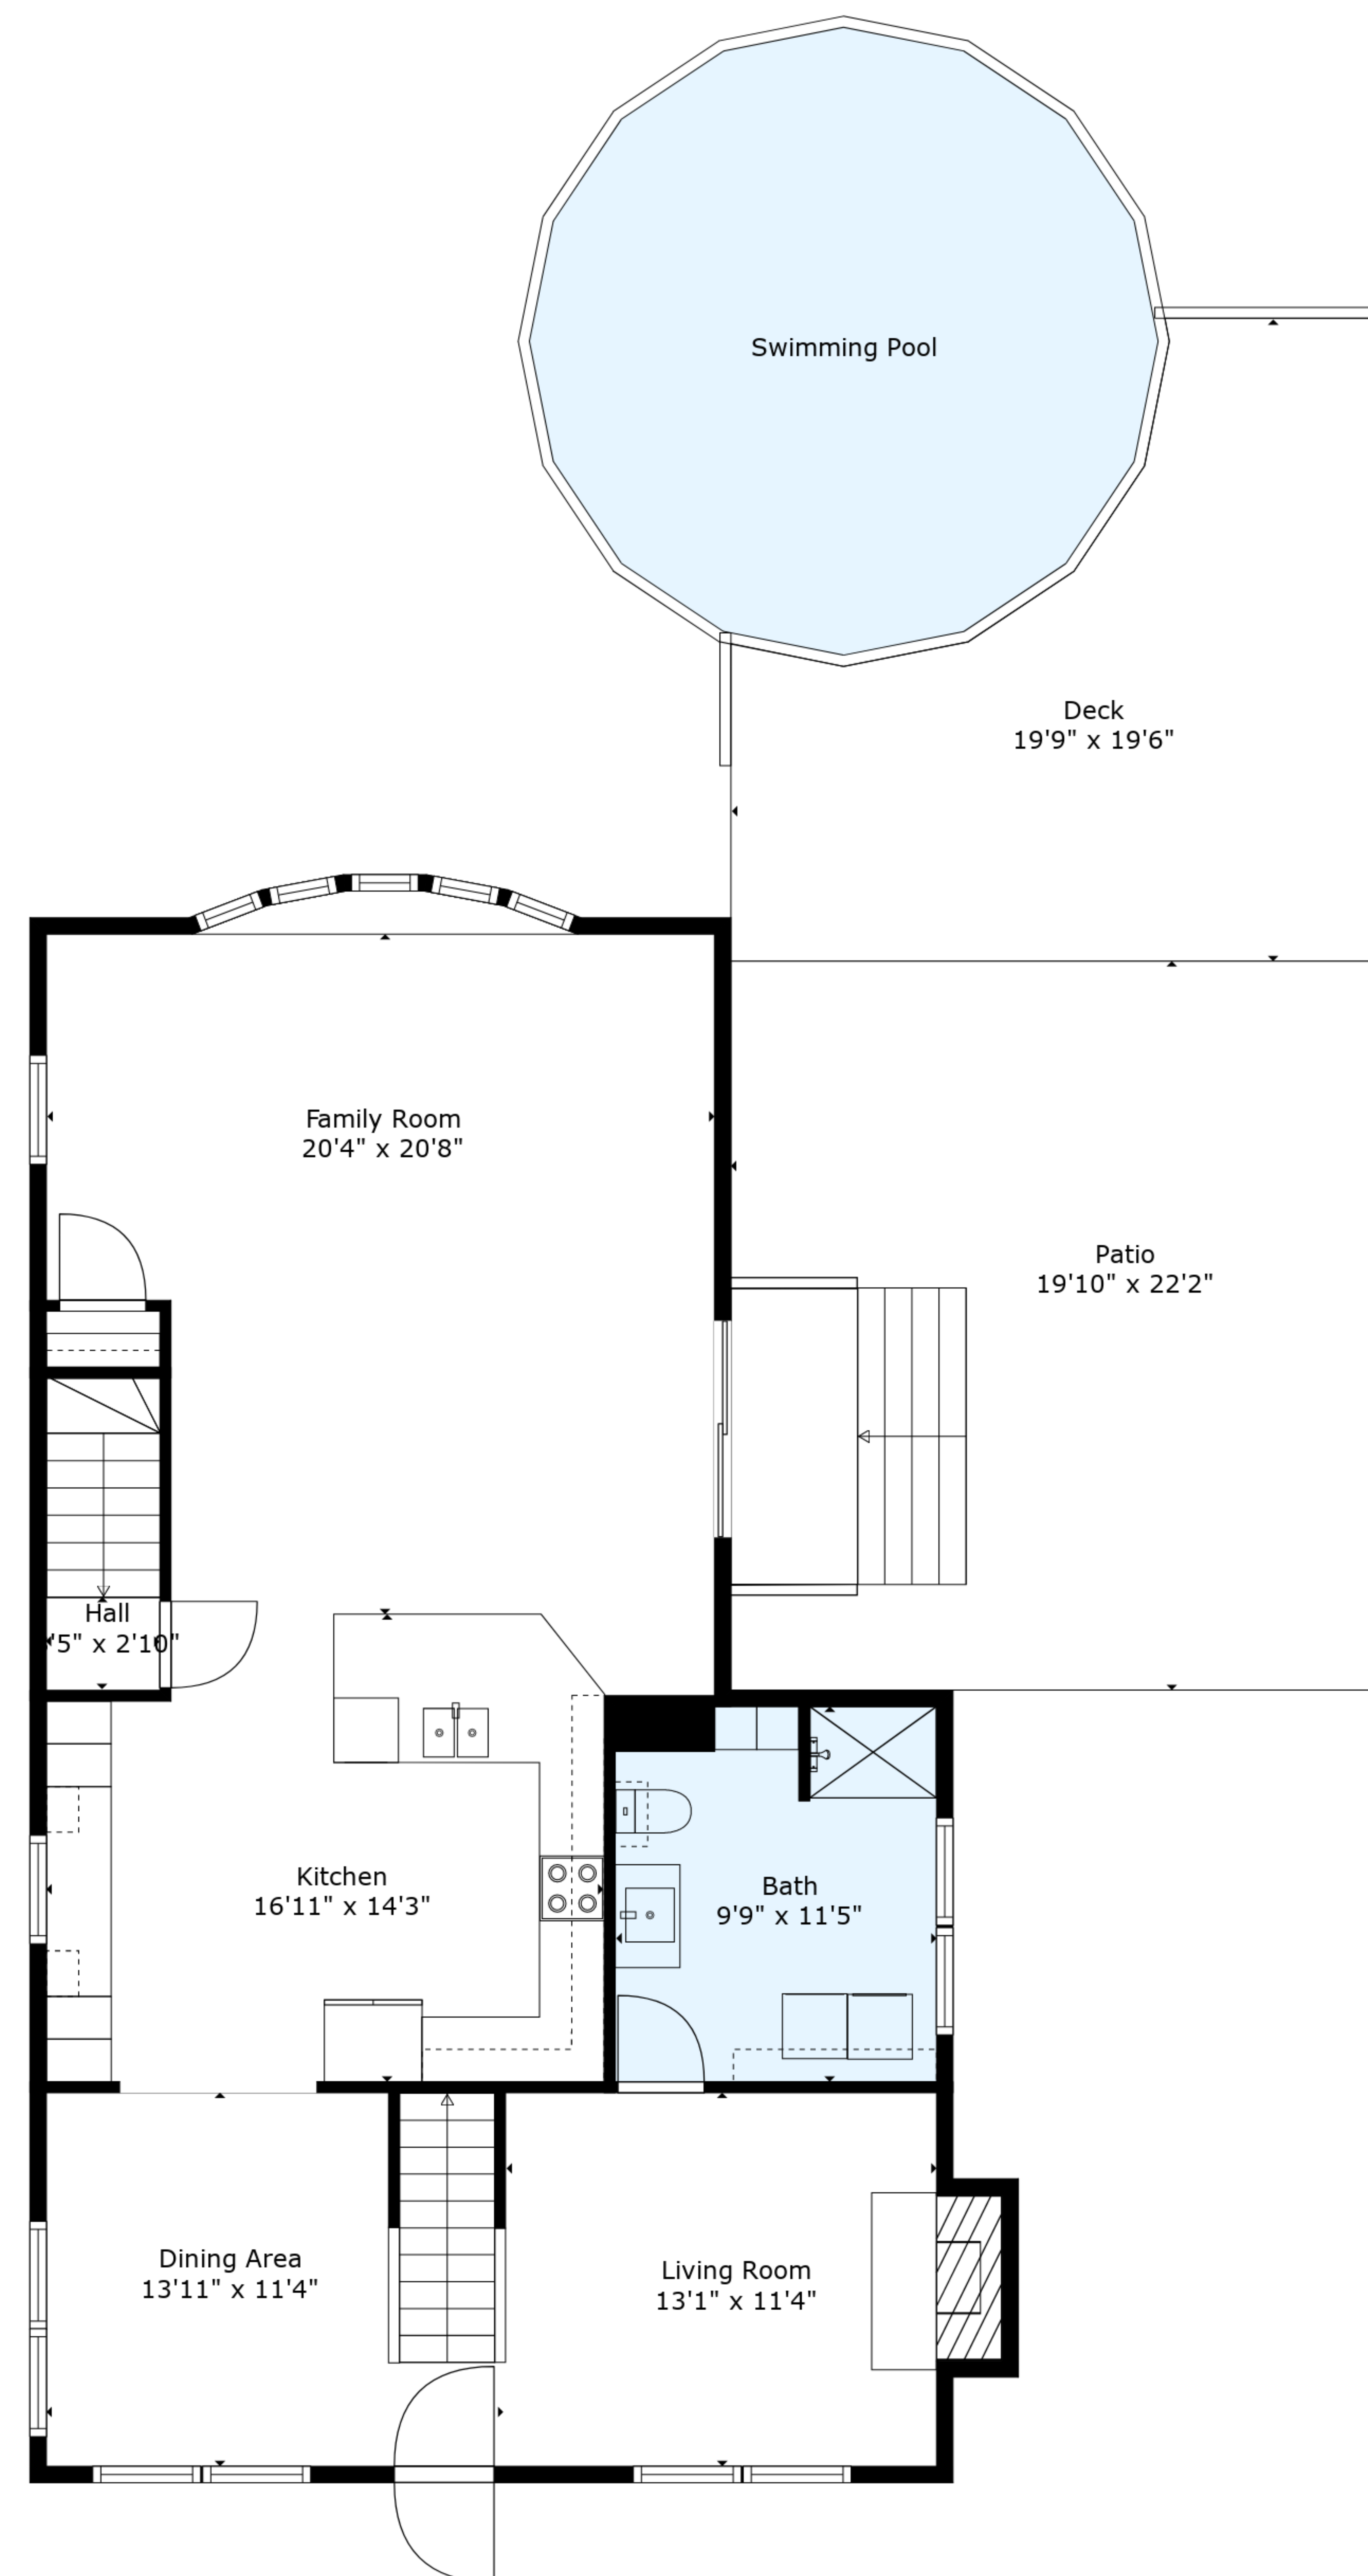 Swimming Pool
Deck
19'9" x 19'6"
Family Room
20'4" x 20'8"
Patio
19'10" x 22'2"
Hall
'5" x 2'10"
Kitchen
16'11" x 14'3"
Bath
9'9" x 11'5"
Dining Area
13'11" x 11'4"
Living Room
13'1" x 11'4"